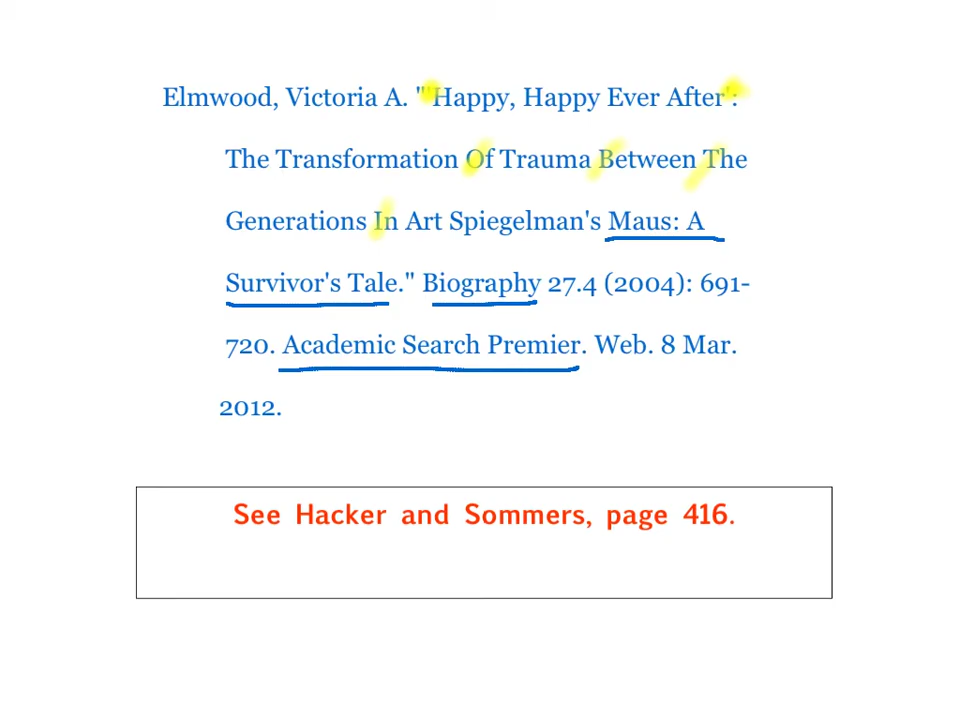 Elmwood, Victoria A. "'Happy, Happy Ever After':
The Transformation Of Trauma Between The
Generations In Art Spiegelman's Maus: A
Survivor's Tale." Biography 27.4 (2004): 691-
720. Academic Search Premier. Web. 8 Mar.
2012.
See Hacker and Sommers, page 416.